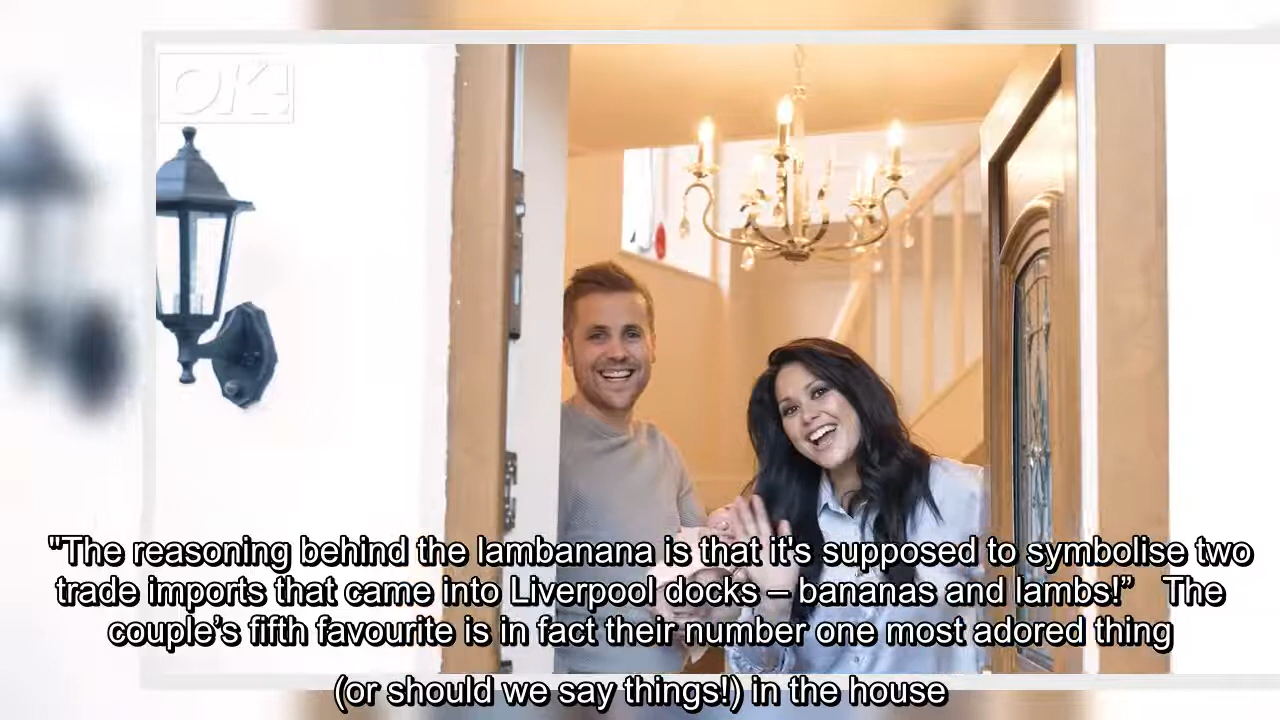 OK!
"The reasoning behind the lambanana is that it's supposed to symbolise two
trade imports that came into Liverpool docks – bananas and lambs!” The
couple’s fifth favourite is in fact their number one most adored thing
(or should we say things!) in the house